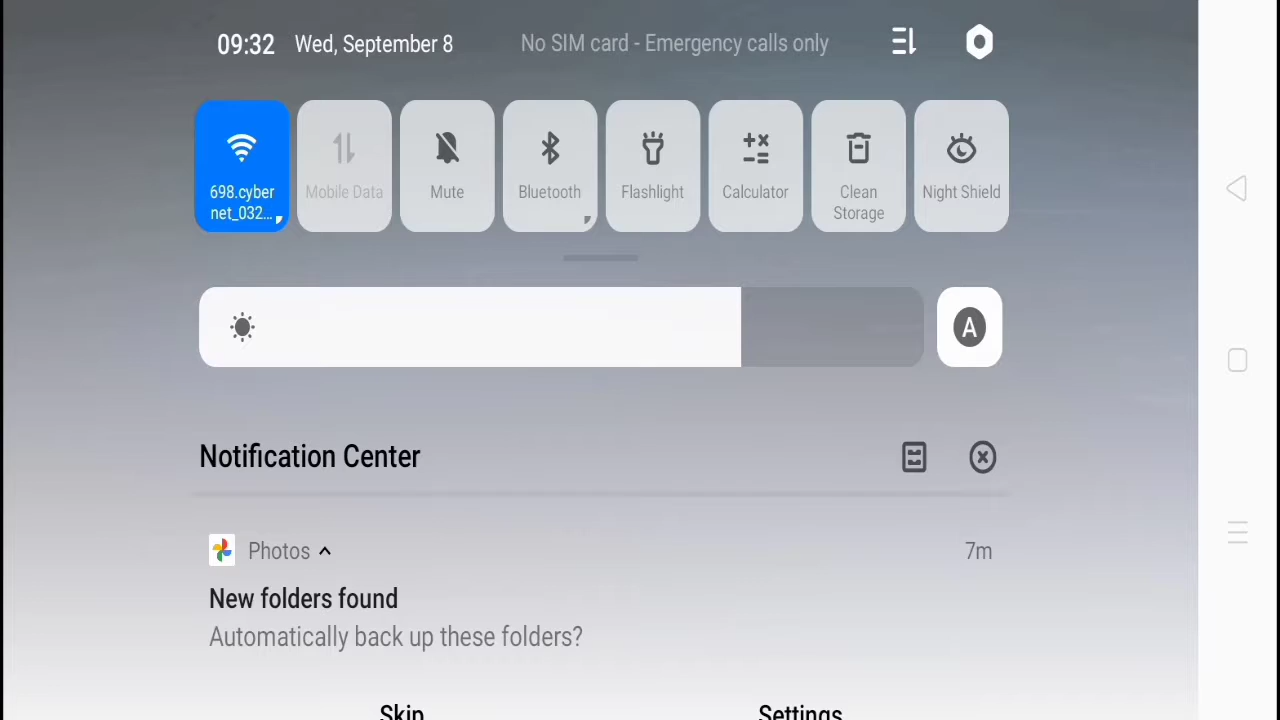 09:32 Wed, September 8 No SIM card - Emergency calls only
698.cyber
net_032...
Mobile Data
Mute
Bluetooth
Flashlight
Calculator
Clean
Storage
Night Shield
A
Notification Center
Photos 7m
New folders found
Automatically back up these folders?
Skip Settings